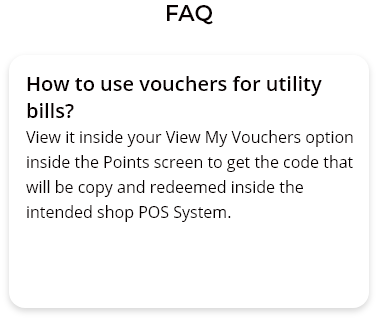 FAQ
How to use vouchers for utility
bills?
View it inside your View My Vouchers option
inside the Points screen to get the code that
will be copy and redeemed inside the
intended shop POS System.